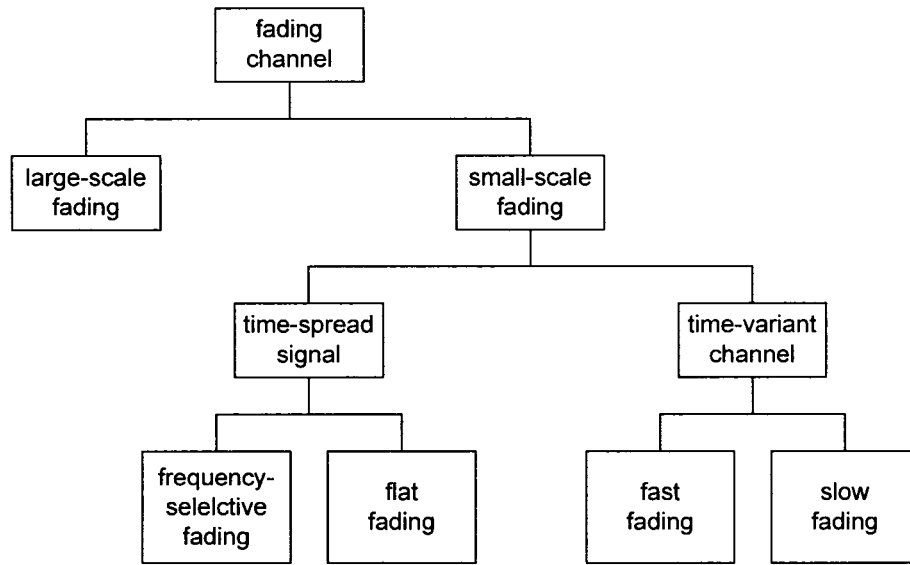 fading
channel
large-scale
fading
small-scale
fading
time-spread
signal
time-variant
channel
frequency-
selelctive
fading
flat
fading
fast
fading
slow
fading